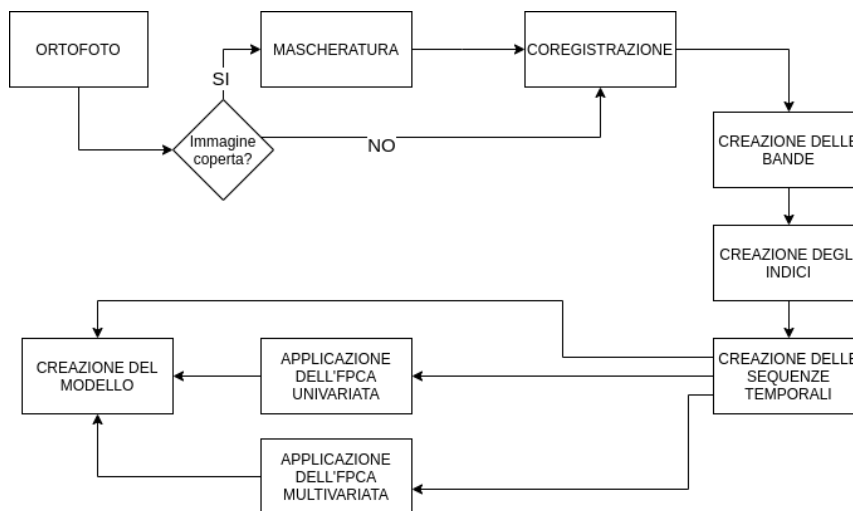 ORTOFOTO
MASCHERATURA
COREGISTRAZIONE
SI
Immagine
coperta?
NO
CREAZIONE DELLE
BANDE
CREAZIONE DEGLI
INDICI
CREAZIONE DELLE
SEQUENZE
TEMPORALI
APPLICAZIONE
DELL'FPCA
UNIVARIATA
CREAZIONE DEL
MODELLO
APPLICAZIONE
DELL'FPCA
MULTIVARIATA